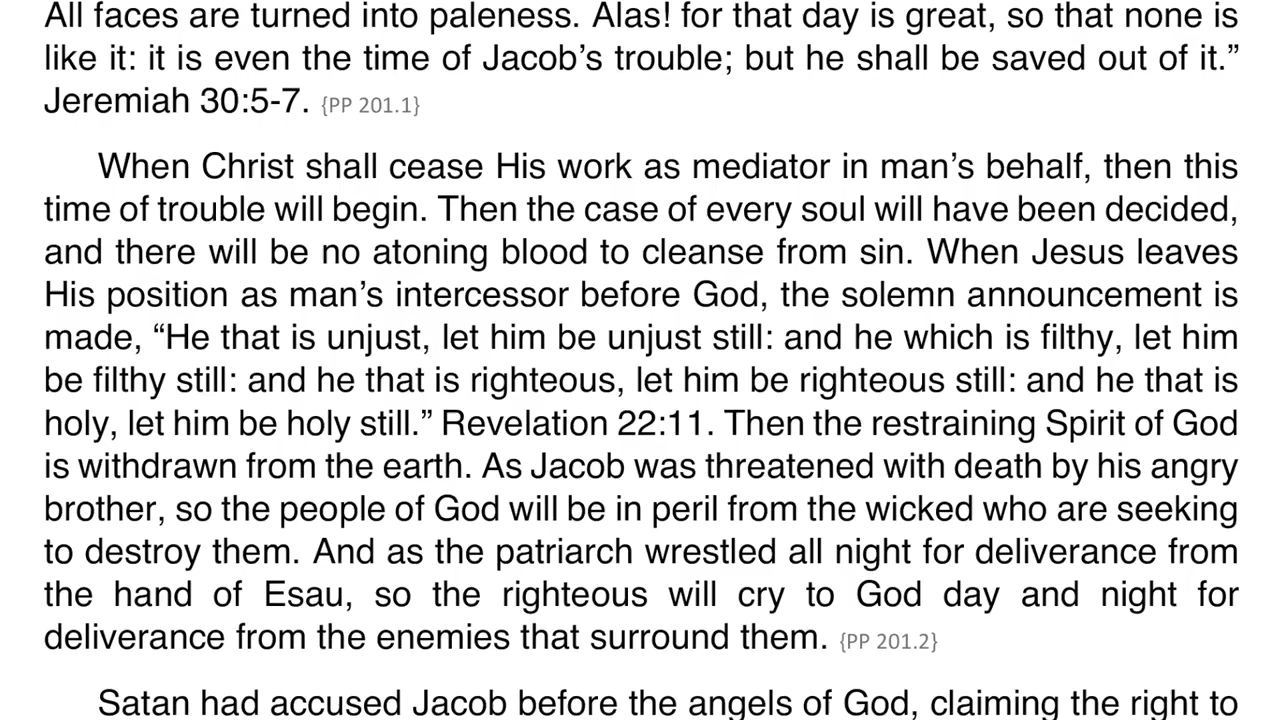 All faces are turned into paleness. Alas! for that day is great, so that none is
like it: it is even the time of Jacob’s trouble; but he shall be saved out of it.”
Jeremiah 30:5-7. {PP 201.1}
When Christ shall cease His work as mediator in man’s behalf, then this
time of trouble will begin. Then the case of every soul will have been decided,
and there will be no atoning blood to cleanse from sin. When Jesus leaves
His position as man’s intercessor before God, the solemn announcement is
made, “He that is unjust, let him be unjust still: and he which is filthy, let him
be filthy still: and he that is righteous, let him be righteous still: and he that is
holy, let him be holy still.” Revelation 22:11. Then the restraining Spirit of God
is withdrawn from the earth. As Jacob was threatened with death by his angry
brother, so the people of God will be in peril from the wicked who are seeking
to destroy them. And as the patriarch wrestled all night for deliverance from
the hand of Esau, so the righteous will cry to God day and night for
deliverance from the enemies that surround them. {PP 201.2}
Satan had accused Jacob before the angels of God, claiming the right to